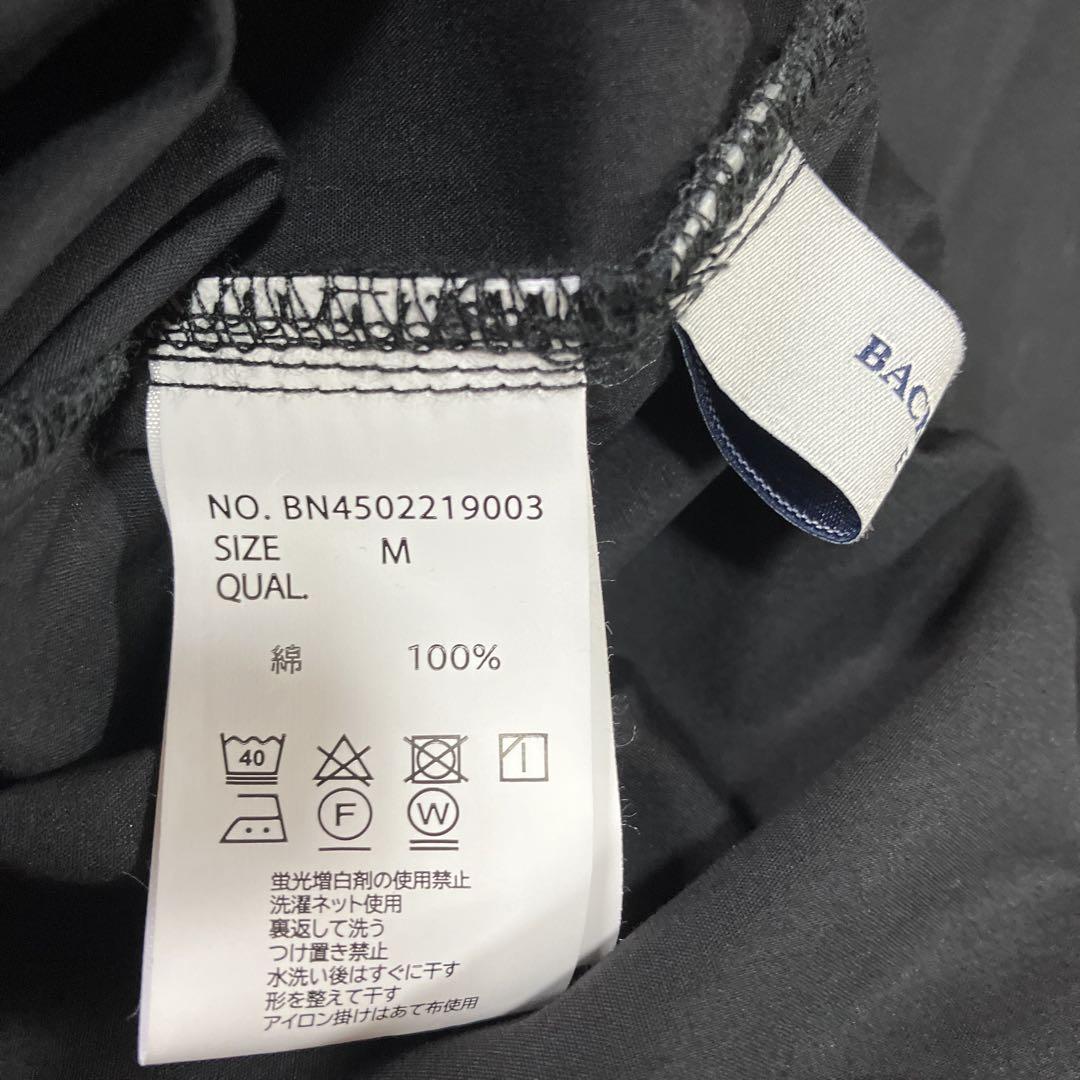 NO. BN4502219003
SIZE M
QUAL.
綿 100%
40
F W
蛍光増白剤の使用禁止
洗濯ネット使用
裏返して洗う
つけ置き禁止
水洗い後はすぐに干す
形を整えて干す
アイロン掛けはあて布使用